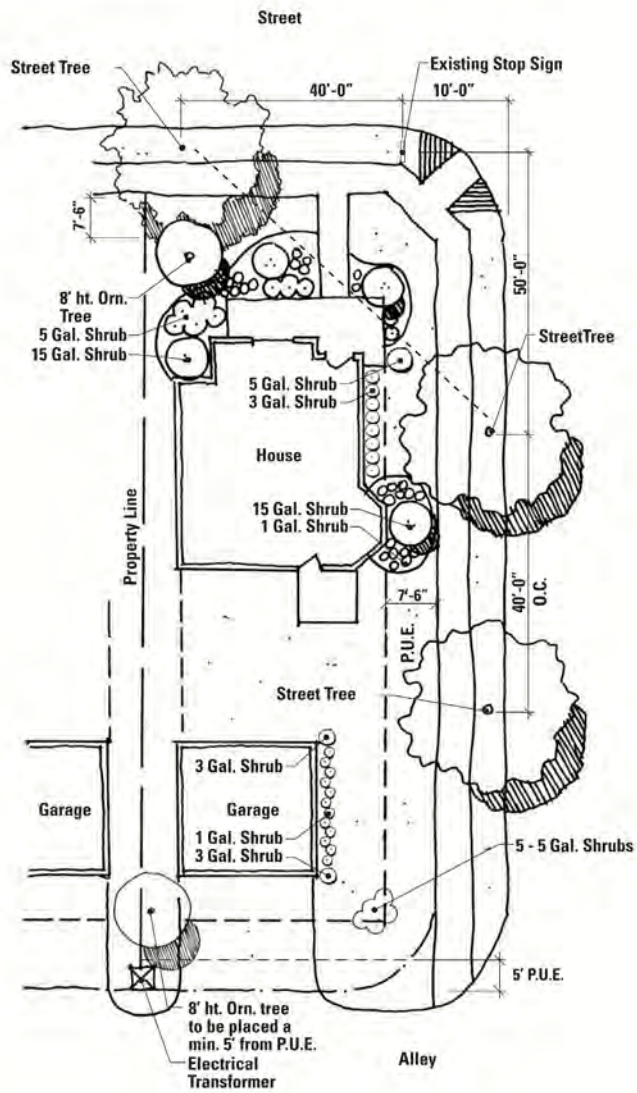 Street
Street Tree
Existing Stop Sign
40'-0"
10'-0"
7'-6"
50'-0"
8' ht. Orn.
Tree
5 Gal. Shrub
15 Gal. Shrub
StreetTree
5 Gal. Shrub
3 Gal. Shrub
House
Property Line
15 Gal. Shrub
1 Gal. Shrub
7'-6"
P.U.E.
40'-0"
O.C.
Street Tree
3 Gal. Shrub
Garage
Garage
1 Gal. Shrub
3 Gal. Shrub
5 - 5 Gal. Shrubs
5' P.U.E.
8' ht. Orn. tree
to be placed a
min. 5' from P.U.E.
Electrical
Transformer
Alley